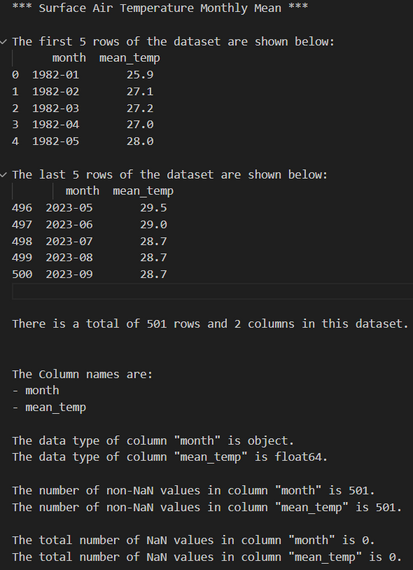 *** Surface Air Temperature Monthly Mean ***
The first 5 rows of the dataset are shown below:
month mean_temp
0 1982-01 25.9
1 1982-02 27.1
2 1982-03 27.2
3 1982-04 27.0
4 1982-05 28.0
The last 5 rows of the dataset are shown below:
month mean_temp
496 2023-05 29.5
497 2023-06 29.0
498 2023-07 28.7
499 2023-08 28.7
500 2023-09 28.7
There is a total of 501 rows and 2 columns in this dataset.
The Column names are:
- month
- mean_temp
The data type of column "month" is object.
The data type of column "mean_temp" is float64.
The number of non-NaN values in column "month" is 501.
The number of non-NaN values in column "mean_temp" is 501.
The total number of NaN values in column "month" is 0.
The total number of NaN values in column "mean_temp" is 0.